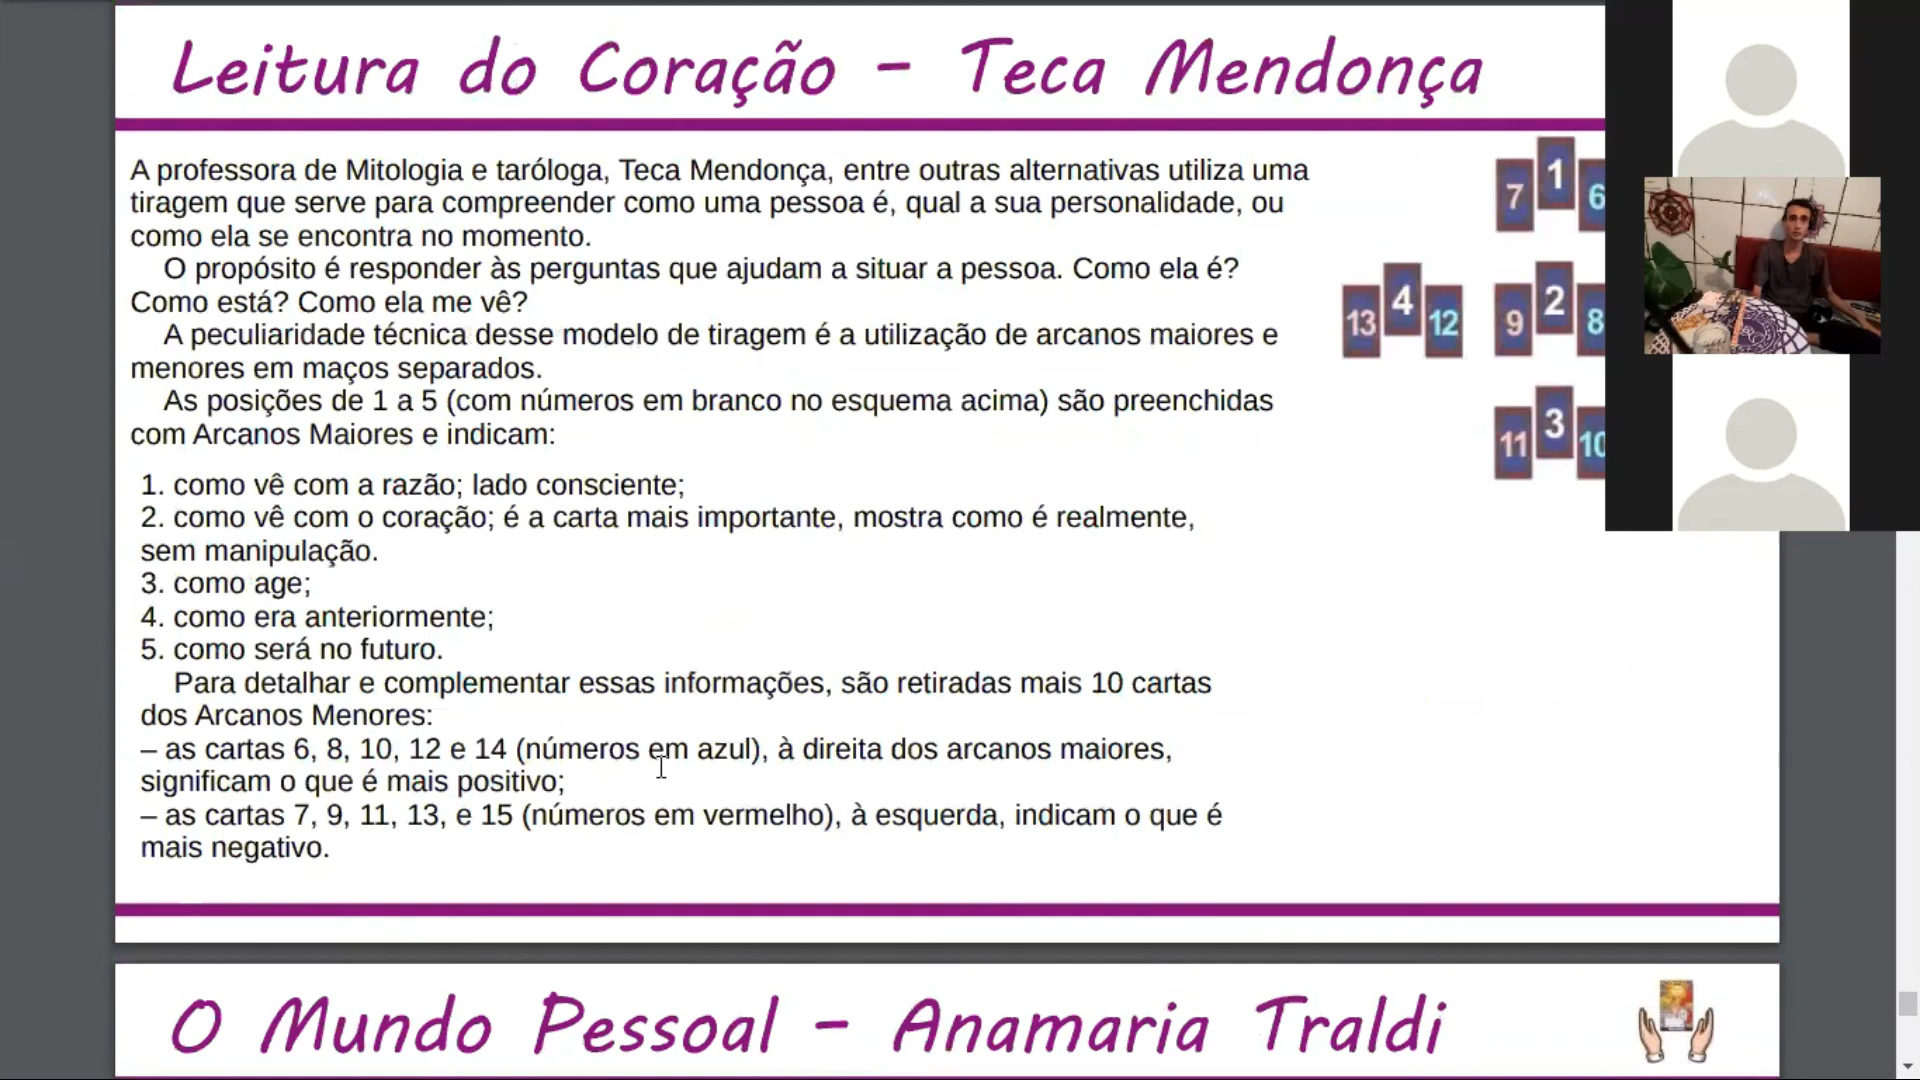 Leitura do Coração - Teca Mendonça
A professora de Mitologia e taróloga, Teca Mendonça, entre outras alternativas utiliza uma
tiragem que serve para compreender como uma pessoa é, qual a sua personalidade, ou
como ela se encontra no momento.
O propósito é responder às perguntas que ajudam a situar a pessoa. Como ela é?
Como está? Como ela me vê?
A peculiaridade técnica desse modelo de tiragem é a utilização de arcanos maiores e
menores em maços separados.
As posições de 1 a 5 (com números em branco no esquema acima) são preenchidas
com Arcanos Maiores e indicam:
1. como vê com a razão; lado consciente;
2. como vê com o coração; é a carta mais importante, mostra como é realmente,
sem manipulação.
3. como age;
4. como era anteriormente;
5. como será no futuro.
Para detalhar e complementar essas informações, são retiradas mais 10 cartas
dos Arcanos Menores:
– as cartas 6, 8, 10, 12 e 14 (números em azul), à direita dos arcanos maiores,
significam o que é mais positivo;
– as cartas 7, 9, 11, 13, e 15 (números em vermelho), à esquerda, indicam o que é
mais negativo.
7 1 6
13 4 12 9 2 8
11 3 10
O Mundo Pessoal - Anamaria Traldi